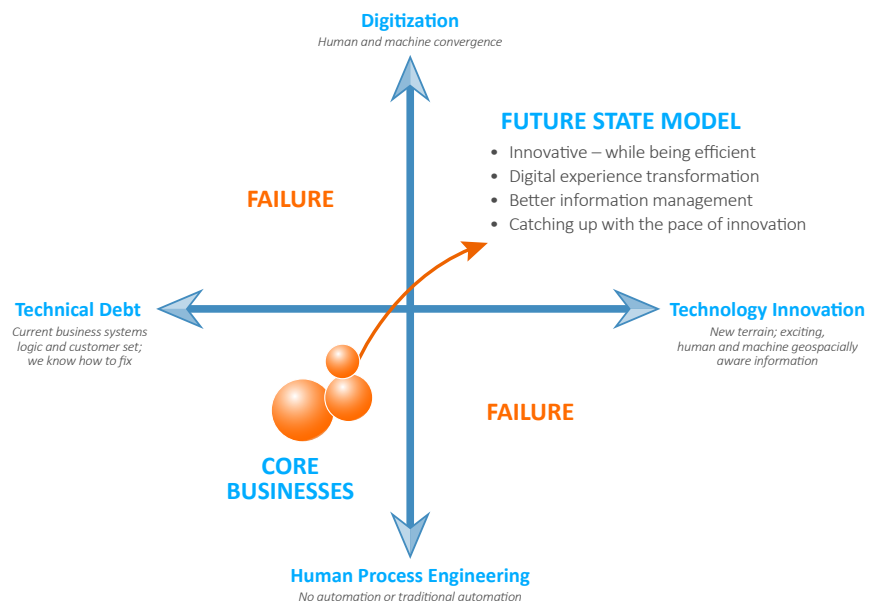 Digitization
Human and machine convergence
FUTURE STATE MODEL
• Innovative – while being efficient
• Digital experience transformation
• Better information management
• Catching up with the pace of innovation
FAILURE
Technical Debt
Current business systems
logic and customer set;
we know how to fix
Technology Innovation
New terrain; exciting,
human and machine geospacially
aware information
FAILURE
CORE
BUSINESSES
Human Process Engineering
No automation or traditional automation